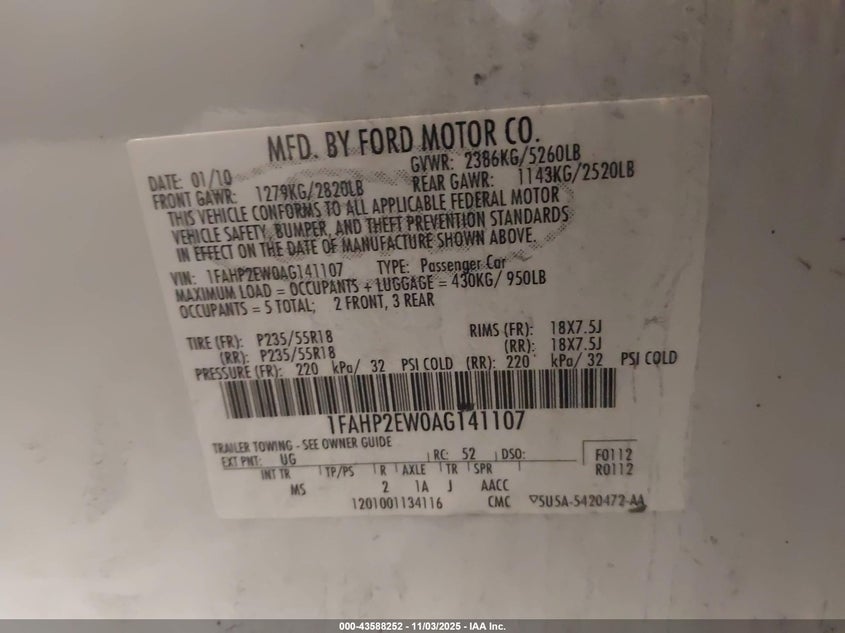 MFD. BY FORD MOTOR CO.
DATE: 01/10 GVWR: 2386KG/5260LB
FRONT GAWR: 1279KG/2820LB REAR GAWR: 1143KG/2520LB
THIS VEHICLE CONFORMS TO ALL APPLICABLE FEDERAL MOTOR
VEHICLE SAFETY, BUMPER, AND THEFT PREVENTION STANDARDS
IN EFFECT ON THE DATE OF MANUFACTURE SHOWN ABOVE.
VIN: 1FAHP2EW0AG141107 TYPE: Passenger Car
MAXIMUM LOAD = OCCUPANTS + LUGGAGE = 430KG/ 950LB
OCCUPANTS = 5 TOTAL; 2 FRONT, 3 REAR
TIRE (FR): P235/55R18 RIMS (FR): 18X7.5J
(RR): P235/55R18 (RR): 18X7.5J
PRESSURE (FR): 220 kPa/ 32 PSI COLD (RR): 220 kPa/ 32 PSI COLD
1FAHP2EW0AG141107
TRAILER TOWING - SEE OWNER GUIDE
EXT PNT: UG RC: 52 DSO: F0112
INT TR TP/PS R AXLE TR SPR R0112
MS 2 1A J AACC
1201001134116 CMC ▽5U5A-5420472-AA
000-43588252 - 11/03/2025 - IAA Inc.